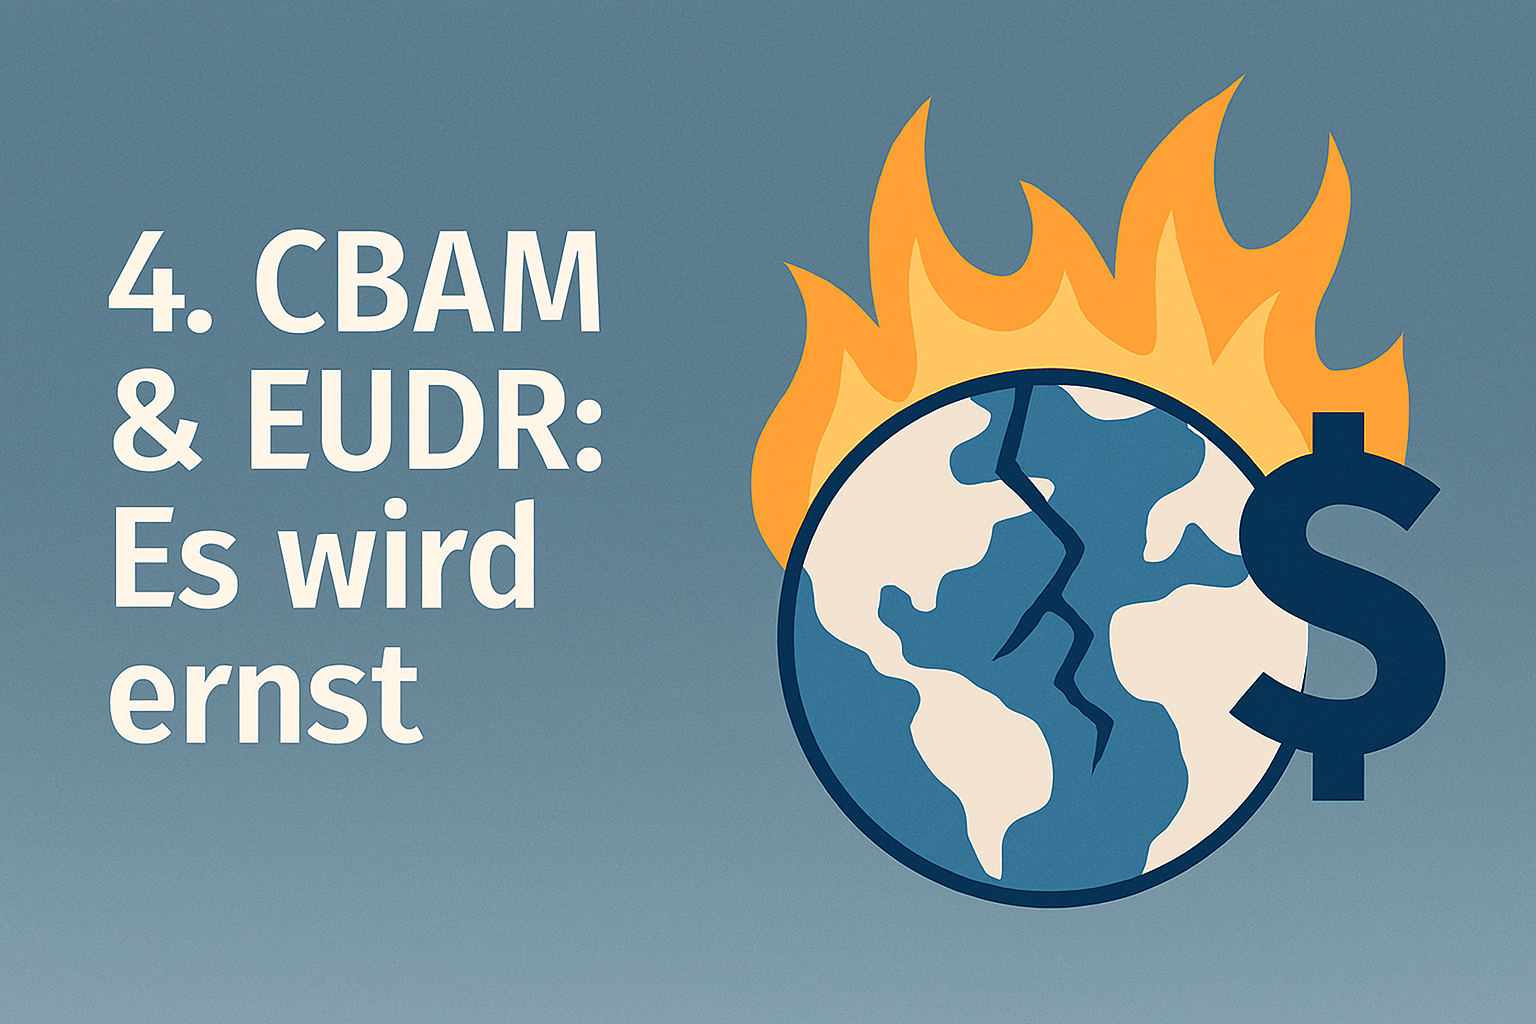 4. CBAM
& EUDR:
Es wird
ernst
$